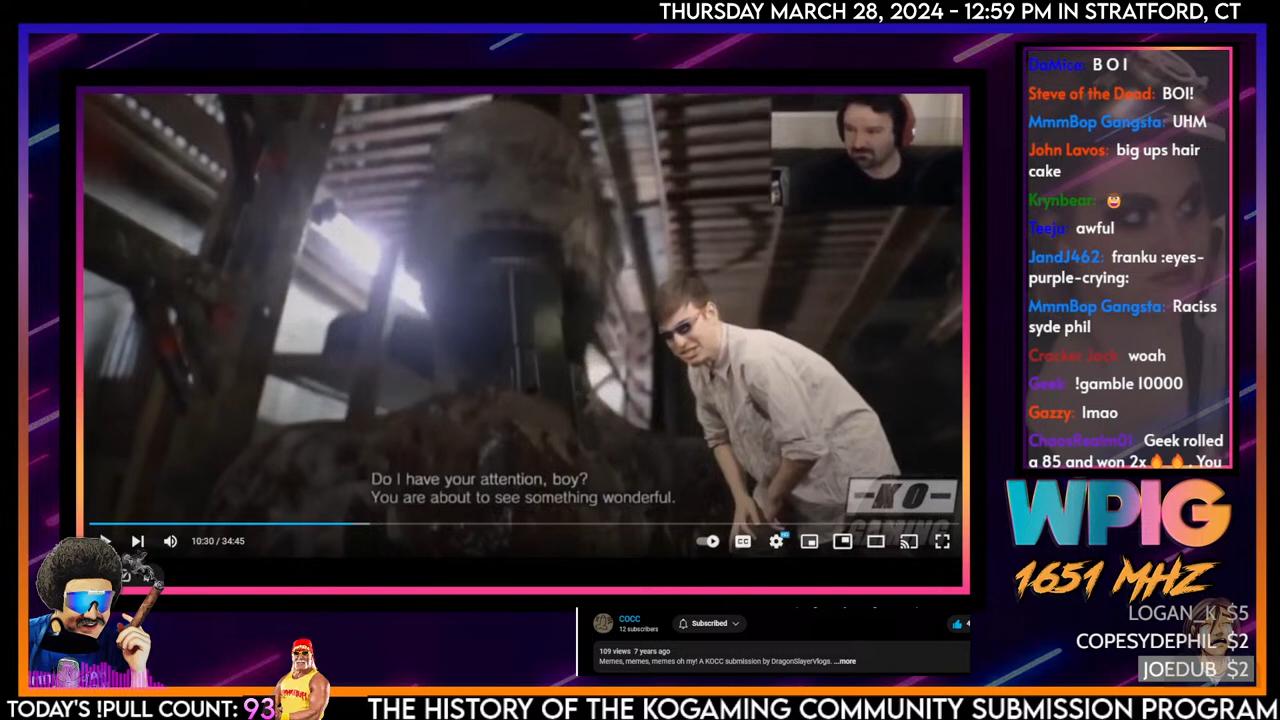 THURSDAY MARCH 28, 2024 - 12:59 PM IN STRATFORD, CT
DaMice: B O I
Steve of the Dead: BOI!
MmmBop Gangsta: UHM
John Lavos: big ups hair
cake
Krynbear:
Teeju: awful
JandJ462: franku :eyes-
purple-crying:
MmmBop Gangsta: Raciss
syde phil
Cracker Jack: woah
Geek: !gamble 10000
Gazzy: lmao
ChaosRealm01: Geek rolled
a 85 and won 2x 🔥🔥. You
Do I have your attention, boy?
You are about to see something wonderful.
-KO-
GAMING
10:30 / 34:45
CC
WPIG
1651 MHZ
LOGAN_K $5
COPESYDEPHIL $2
JOEDUB $2
COCC
12 subscribers
Subscribed
4
109 views 7 years ago
Memes, memes, memes oh my! A KOCC submission by DragonSlayerVlogs. ...more
TODAY'S !PULL COUNT: 93
THE HISTORY OF THE KOGAMING COMMUNITY SUBMISSION PROGRAM